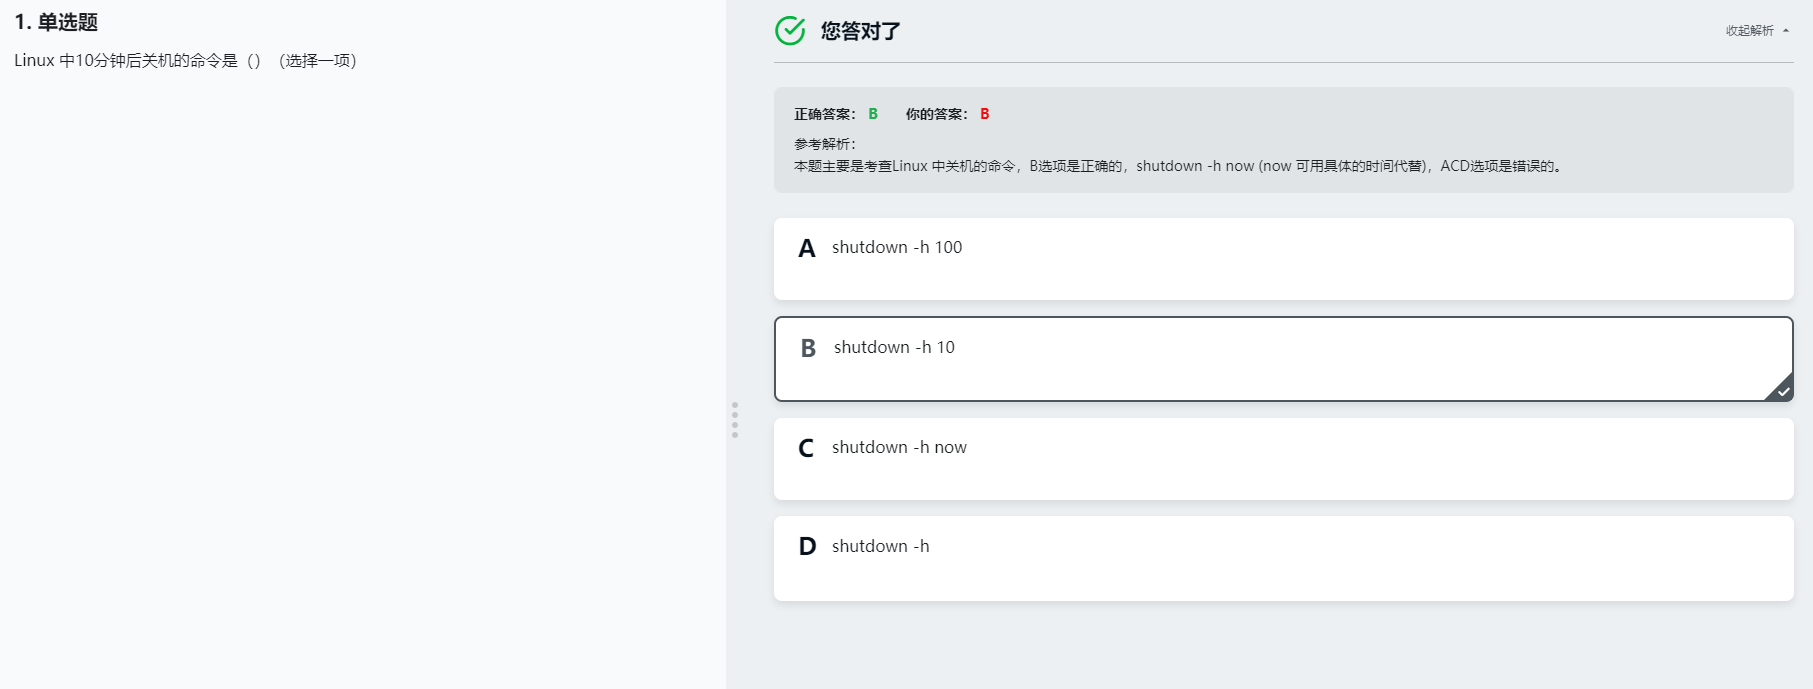 1. 单选题
Linux 中10分钟后关机的命令是（）（选择一项）
您答对了
收起解析
正确答案： B 你的答案： B
参考解析：
本题主要是考查Linux 中关机的命令，B选项是正确的，shutdown -h now (now 可用具体的时间代替)，ACD选项是错误的。
A shutdown -h 100
B shutdown -h 10
C shutdown -h now
D shutdown -h